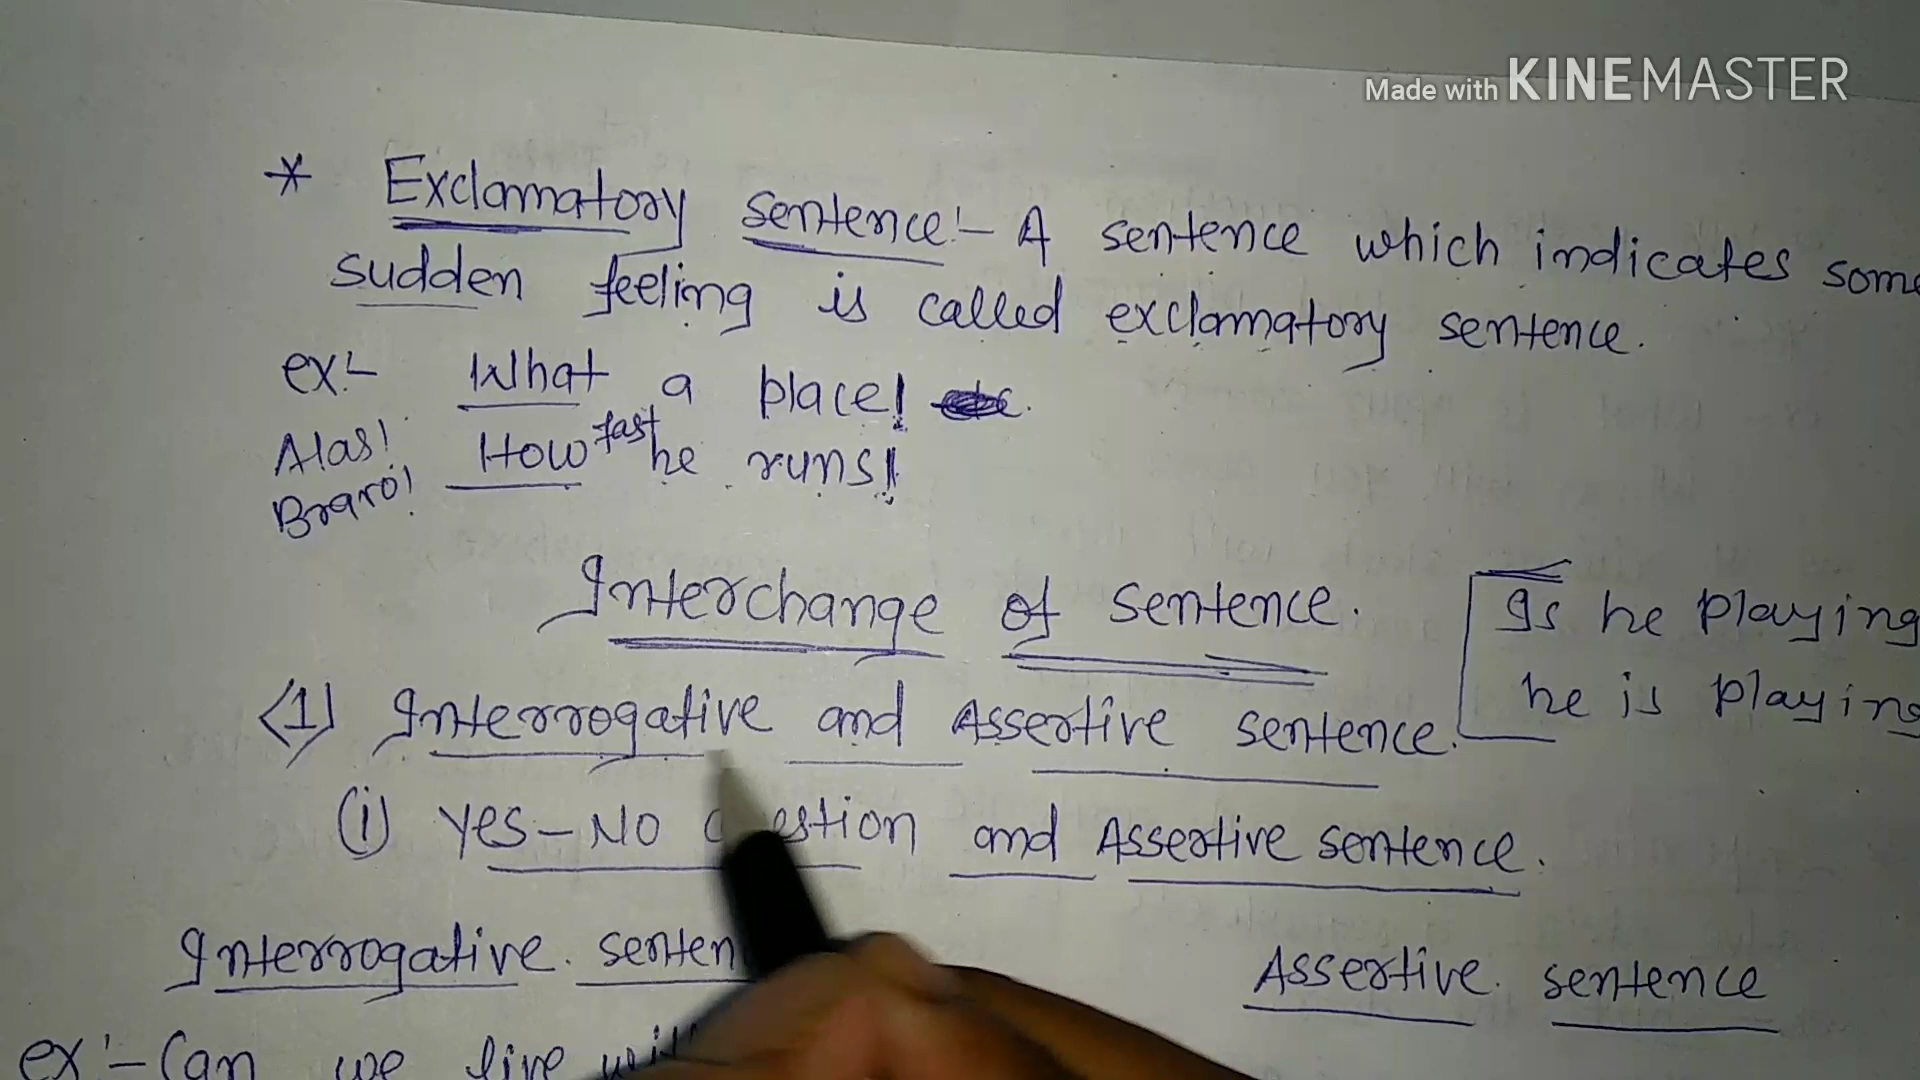 Made with KINEMASTER
* Exclamatory sentence:- A sentence which indicates some
sudden feeling is called exclamatory sentence.
ex:- What a place!
Alas! How fast he runs!
Bravo!
Interchange of sentence.
Is he playing
he is playing
(1) Interrogative and Assertive sentence.
(i) Yes-No question and Assertive sentence.
Interrogative sentence
Assertive sentence
ex:- Can we live